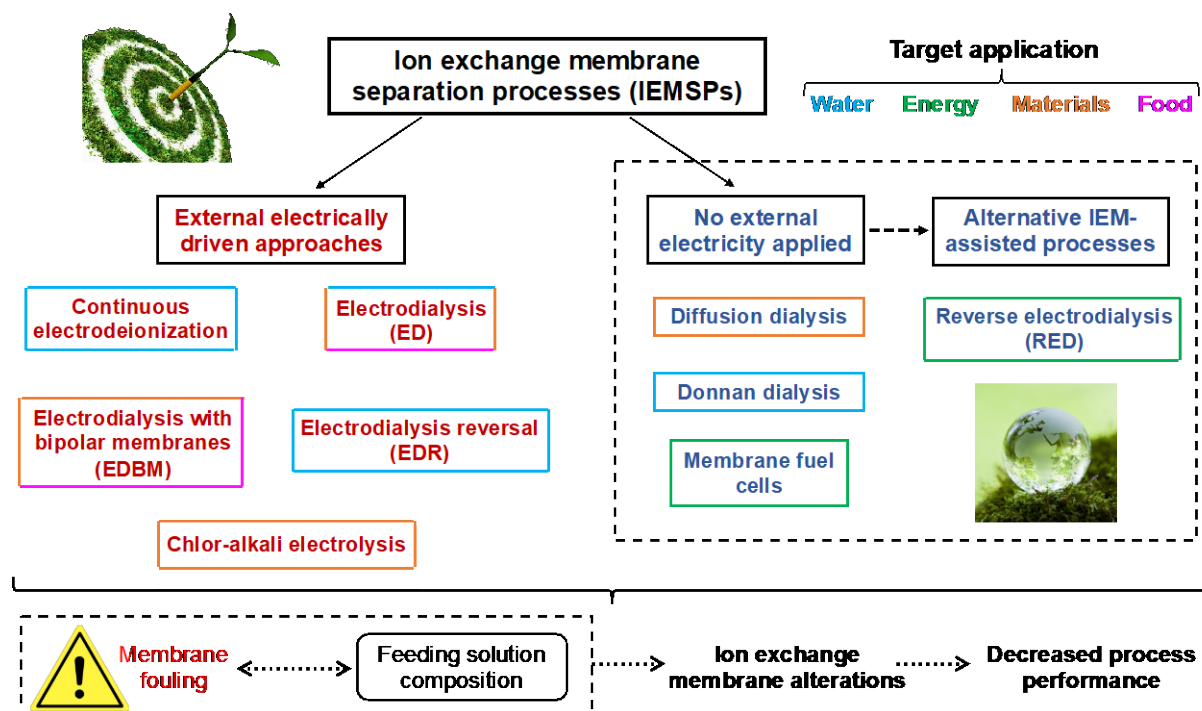 Ion exchange membrane
separation processes (IEMSPs)
Target application
Water Energy Materials Food
External electrically
driven approaches
No external
electricity applied
Alternative IEM-
assisted processes
Continuous
electrodeionization
Electrodialysis
(ED)
Diffusion dialysis
Reverse electrodialysis
(RED)
Electrodialysis with
bipolar membranes
(EDBM)
Electrodialysis reversal
(EDR)
Donnan dialysis
Membrane fuel
cells
Chlor-alkali electrolysis
Membrane
fouling
Feeding solution
composition
Ion exchange
membrane alterations
Decreased process
performance